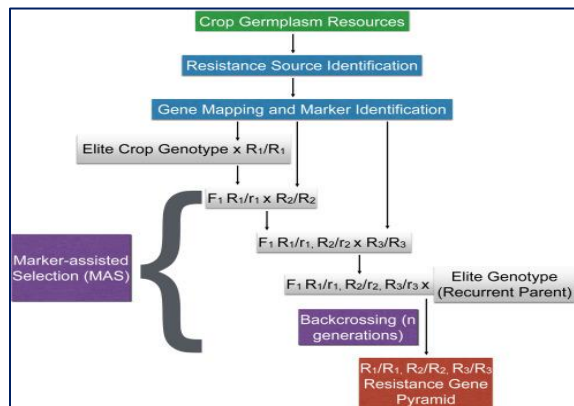 Crop Germplasm Resources
Resistance Source Identification
Gene Mapping and Marker Identification
Elite Crop Genotype x R₁/R₁
F₁ R₁/r₁ x R₂/R₂
F₁ R₁/r₁, R₂/r₂ x R₃/R₃
Marker-assisted
Selection (MAS)
F₁ R₁/r₁, R₂/r₂, R₃/r₃ x
Elite Genotype
(Recurrent Parent)
Backcrossing (n
generations)
R₁/R₁, R₂/R₂, R₃/R₃
Resistance Gene
Pyramid